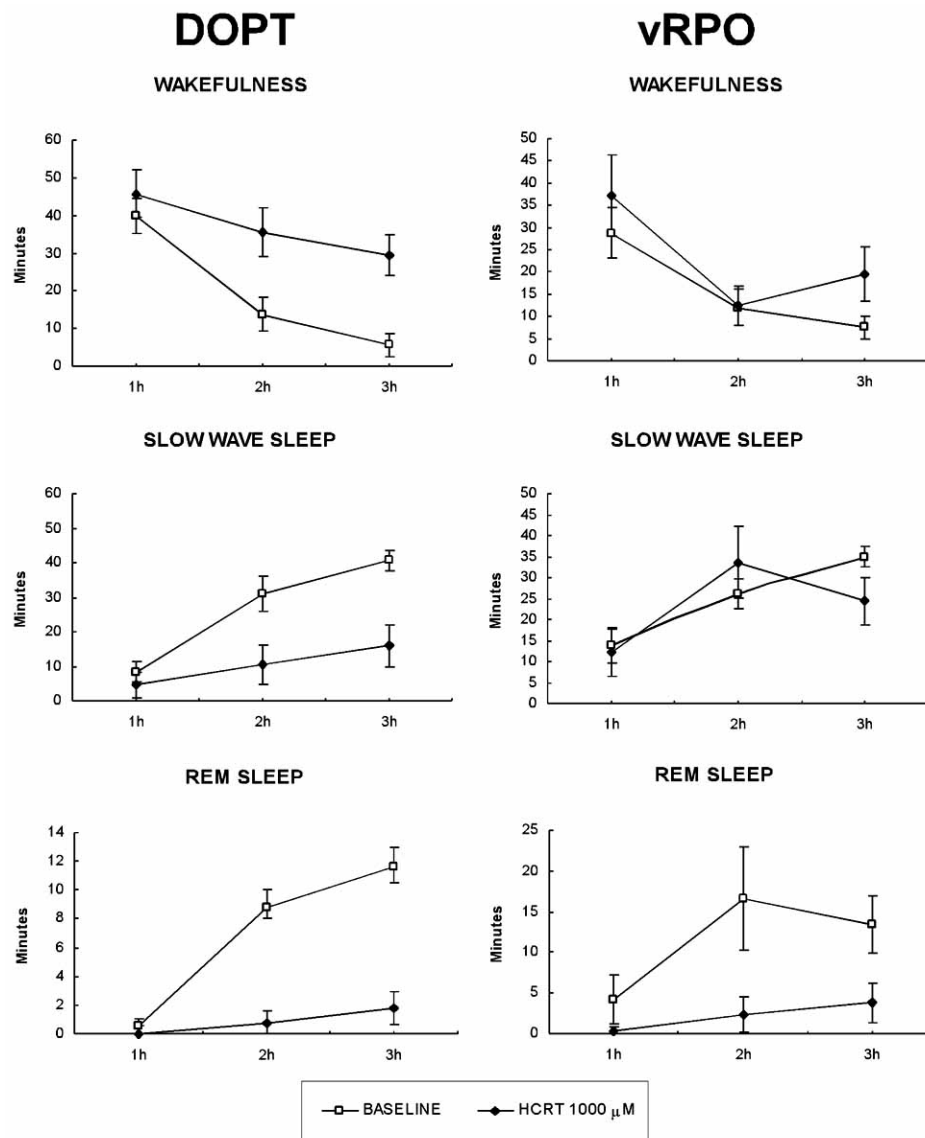 DOPT
vRPO
WAKEFULNESS
WAKEFULNESS
Minutes
60
50
40
30
20
10
0
1h
2h
3h
Minutes
50
45
40
35
30
25
20
15
10
5
0
1h
2h
3h
SLOW WAVE SLEEP
SLOW WAVE SLEEP
Minutes
60
50
40
30
20
10
0
1h
2h
3h
Minutes
50
45
40
35
30
25
20
15
10
5
0
1h
2h
3h
REM SLEEP
REM SLEEP
Minutes
14
12
10
8
6
4
2
0
1h
2h
3h
Minutes
25
20
15
10
5
0
1h
2h
3h
BASELINE
HCRT 1000 μM